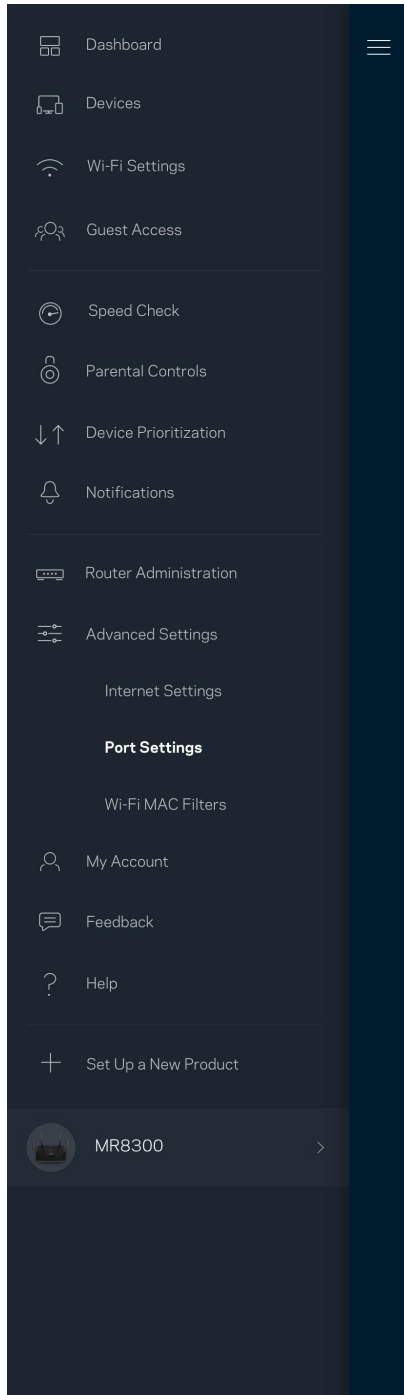 Dashboard
Devices
Wi-Fi Settings
Guest Access
Speed Check
Parental Controls
Device Prioritization
Notifications
Router Administration
Advanced Settings
Internet Settings
Port Settings
Wi-Fi MAC Filters
My Account
Feedback
Help
Set Up a New Product
MR8300